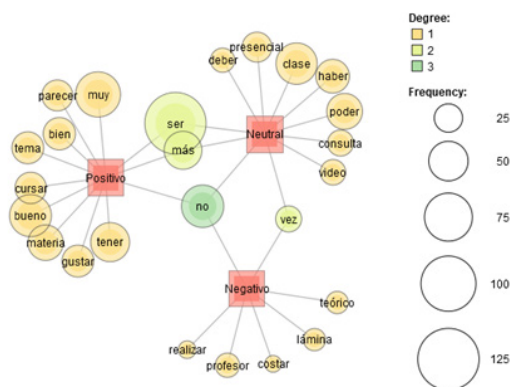 Degree:
1
2
3
Frequency:
25
50
75
100
125
presencial
deber
clase
haber
poder
consulta
video
Neutral
ser
más
muy
parecer
bien
tema
Positivo
cursar
bueno
materia
gustar
tener
no
vez
Negativo
teórico
lámina
costar
profesor
realizar